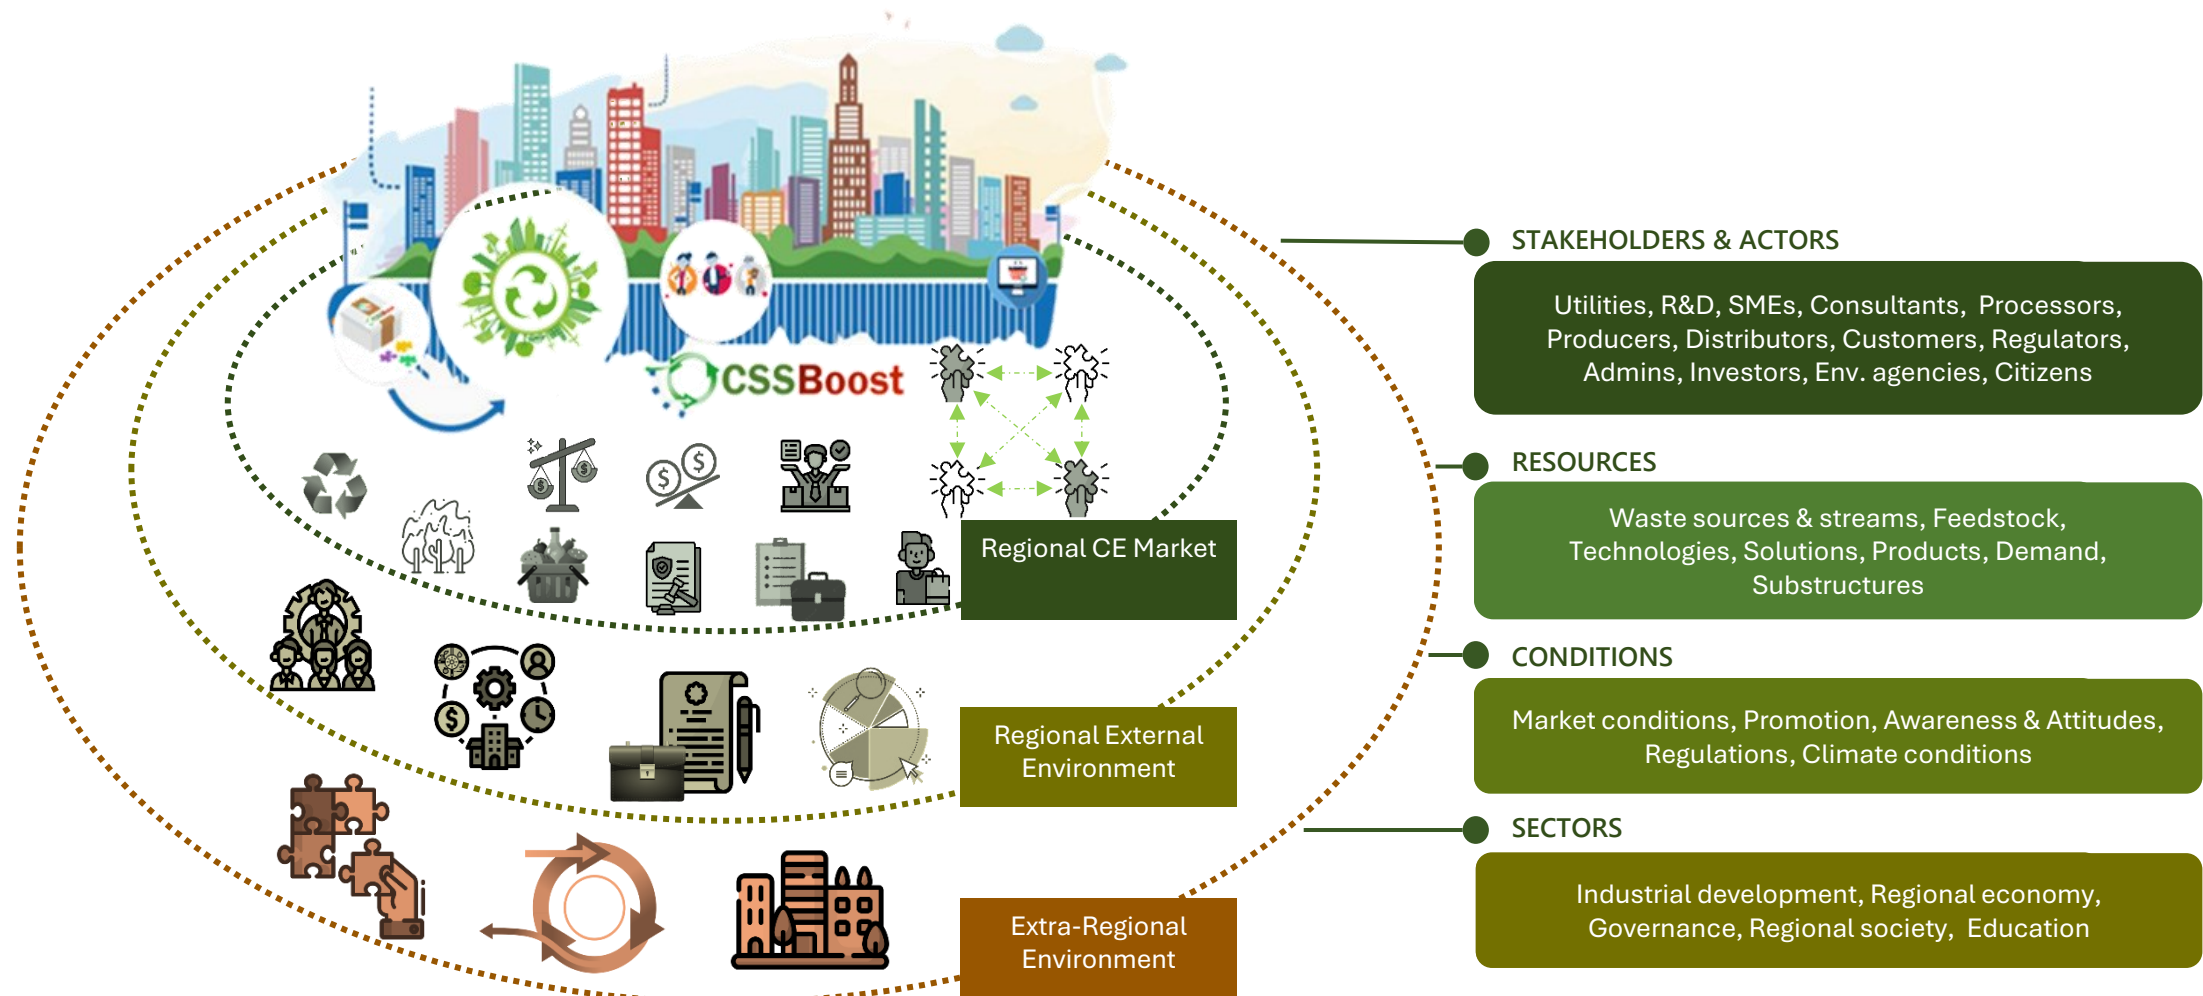 CSSBoost
Regional CE Market
Regional External
Environment
Extra-Regional
Environment
STAKEHOLDERS & ACTORS
Utilities, R&D, SMEs, Consultants, Processors,
Producers, Distributors, Customers, Regulators,
Admins, Investors, Env. agencies, Citizens
RESOURCES
Waste sources & streams, Feedstock,
Technologies, Solutions, Products, Demand,
Substructures
CONDITIONS
Market conditions, Promotion, Awareness & Attitudes,
Regulations, Climate conditions
SECTORS
Industrial development, Regional economy,
Governance, Regional society, Education